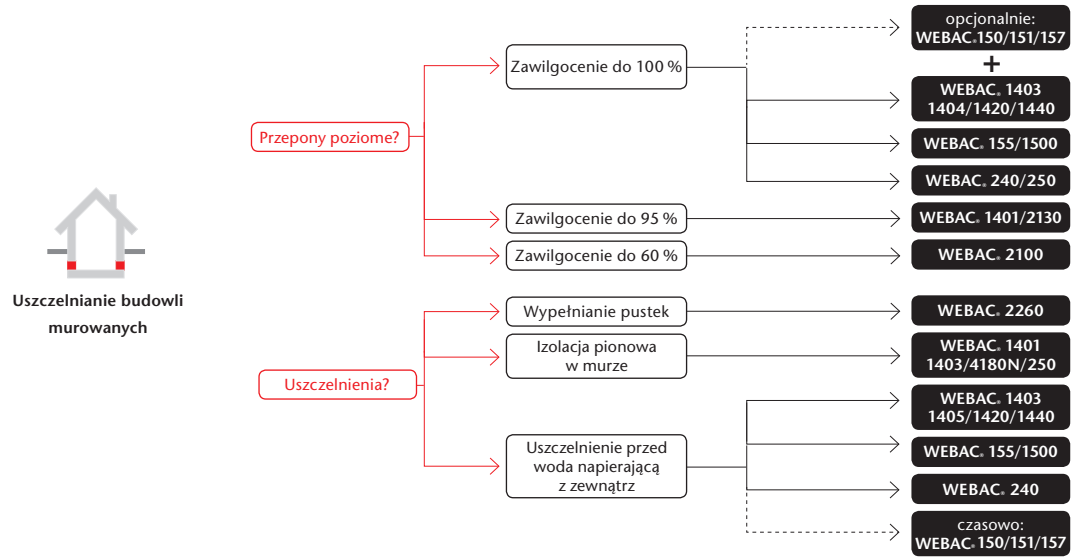 Uszczelnianie budowli
murowanych
Przepony poziome?
Zawilgocenie do 100 %
opcjonalnie:
WEBAC® 150/151/157
+
WEBAC® 1403
1404/1420/1440
WEBAC® 155/1500
WEBAC® 240/250
Zawilgocenie do 95 %
WEBAC® 1401/2130
Zawilgocenie do 60 %
WEBAC® 2100
Uszczelnienia?
Wypełnianie pustek
WEBAC® 2260
Izolacja pionowa
w murze
WEBAC® 1401
1403/4180N/250
Uszczelnienie przed
woda napierającą
z zewnątrz
WEBAC® 1403
1405/1420/1440
WEBAC® 155/1500
WEBAC® 240
czasowo:
WEBAC® 150/151/157